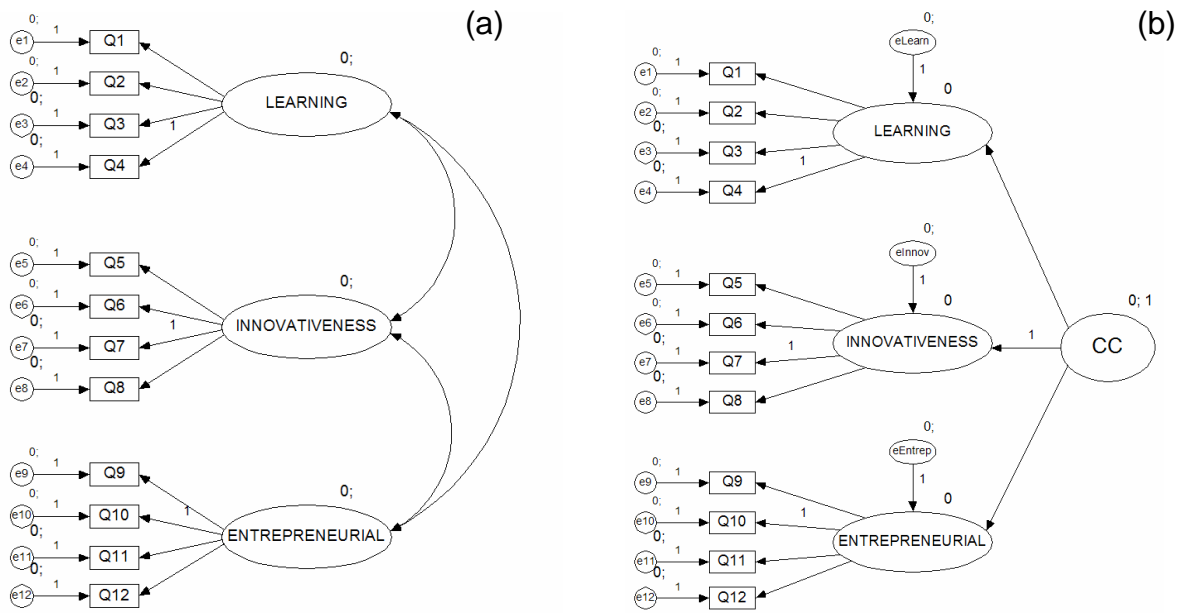 (a)
0;
e1
1
Q1
0;
e2
1
Q2
0;
e3
1
Q3
0;
e4
1
Q4
1
0;
LEARNING
0;
e5
1
Q5
0;
e6
1
Q6
0;
e7
1
Q7
0;
e8
1
Q8
1
0;
INNOVATIVENESS
0;
e9
1
Q9
0;
e10
1
Q10
0;
e11
1
Q11
0;
e12
1
Q12
1
0;
ENTREPRENEURIAL
(b)
0;
eLearn
1
0
LEARNING
0;
e1
1
Q1
0;
e2
1
Q2
0;
e3
1
Q3
0;
e4
1
Q4
1
0;
eInnov
1
0
INNOVATIVENESS
0;
e5
1
Q5
0;
e6
1
Q6
0;
e7
1
Q7
0;
e8
1
Q8
1
0;
eEntrep
1
0
ENTREPRENEURIAL
0;
e9
1
Q9
0;
e10
1
Q10
0;
e11
1
Q11
0;
e12
1
Q12
1
0; 1
CC
1